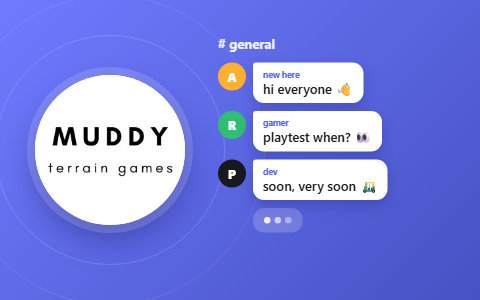 # general
MUDDY
terrain games
A
new here
hi everyone 👋
R
gamer
playtest when? 👀
P
dev
soon, very soon 🛺